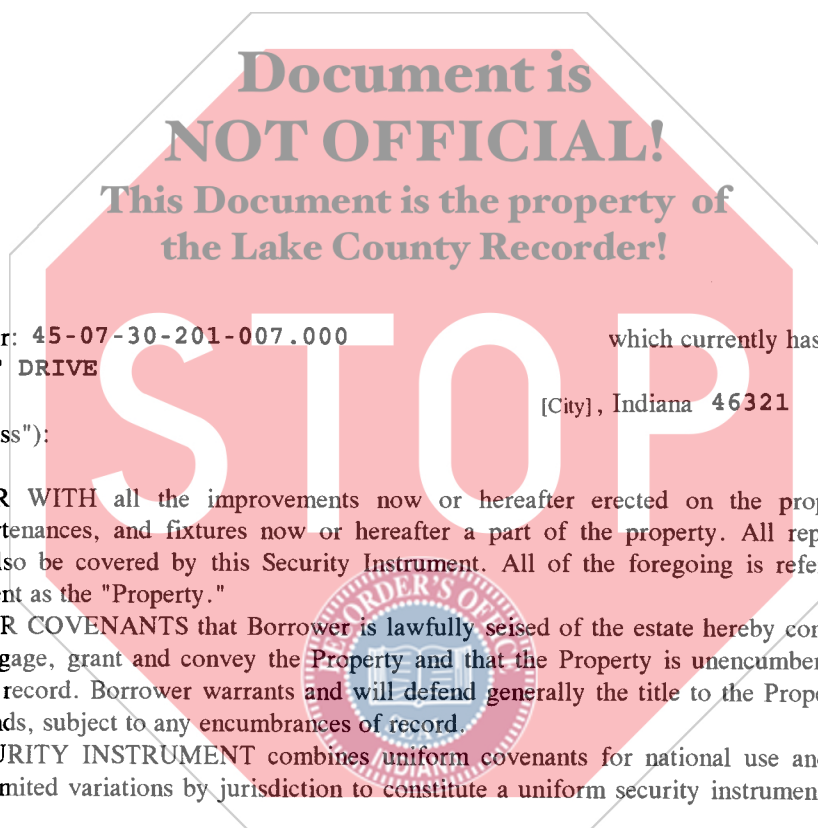 Document is
NOT OFFICIAL!
This Document is the property of
the Lake County Recorder!
STOP
r: 45-07-30-201-007.000 which currently has
DRIVE
[City], Indiana 46321
ss"):
R WITH all the improvements now or hereafter erected on the prop
tenances, and fixtures now or hereafter a part of the property. All rep
lso be covered by this Security Instrument. All of the foregoing is refe
nt as the "Property."
R COVENANTS that Borrower is lawfully seised of the estate hereby con
gage, grant and convey the Property and that the Property is unencumber
record. Borrower warrants and will defend generally the title to the Prope
nds, subject to any encumbrances of record.
URITY INSTRUMENT combines uniform covenants for national use an
mited variations by jurisdiction to constitute a uniform security instrumen
RECORDER'S OFFICE
INDIANA